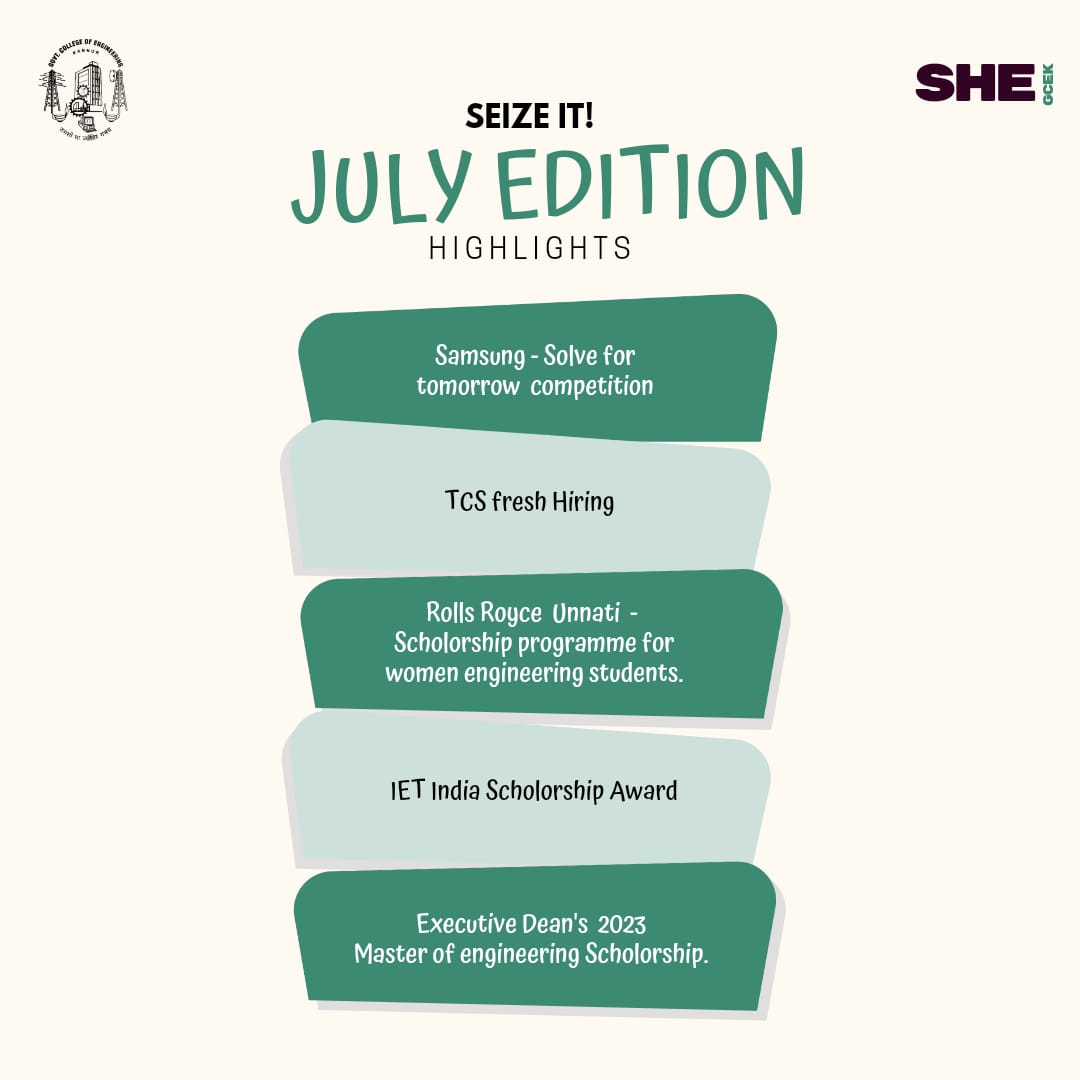 GOVT. COLLEGE OF ENGINEERING
KANNUR
SHE
GCEK
SEIZE IT!
JULY EDITION
HIGHLIGHTS
Samsung - Solve for
tomorrow competition
TCS fresh Hiring
Rolls Royce Unnati -
Scholorship programme for
women engineering students.
IET India Scholorship Award
Executive Dean's 2023
Master of engineering Scholorship.